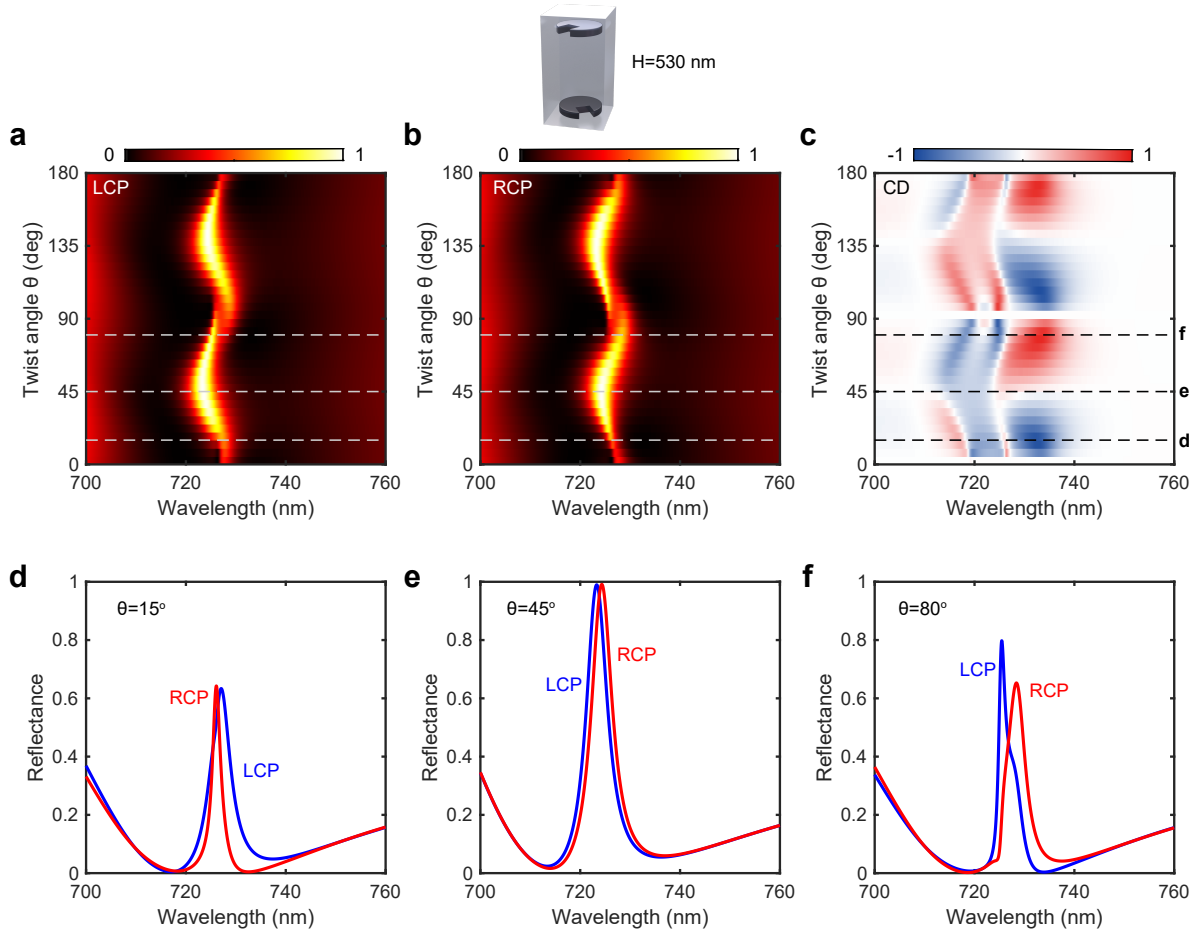 H=530 nm
a
b
c
0 1
0 1
-1 1
LCP
RCP
CD
180
135
90
45
0
Twist angle θ (deg)
700 720 740 760
Wavelength (nm)
180
135
90
45
0
Twist angle θ (deg)
700 720 740 760
Wavelength (nm)
180
135
90
45
0
Twist angle θ (deg)
700 720 740 760
Wavelength (nm)
f
e
d
d
θ=15°
RCP
LCP
1
0.8
0.6
0.4
0.2
0
Reflectance
700 720 740 760
Wavelength (nm)
e
θ=45°
RCP
LCP
1
0.8
0.6
0.4
0.2
0
Reflectance
700 720 740 760
Wavelength (nm)
f
θ=80°
LCP
RCP
1
0.8
0.6
0.4
0.2
0
Reflectance
700 720 740 760
Wavelength (nm)